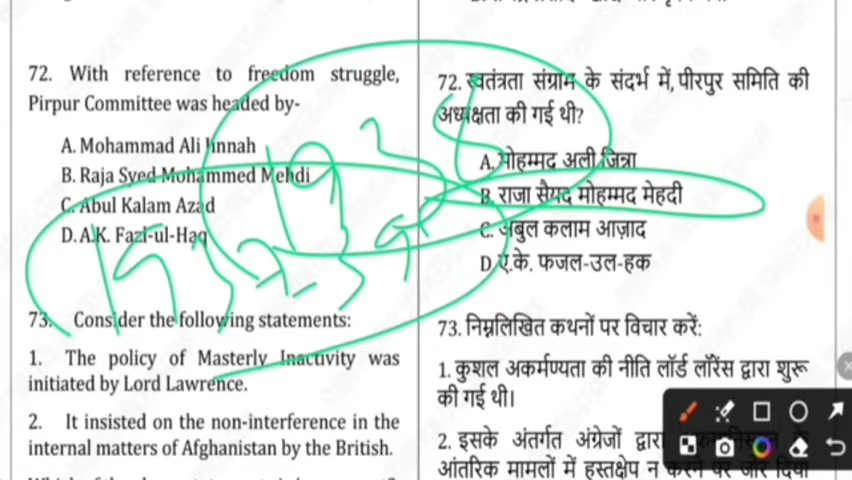 72. With reference to freedom struggle,
Pirpur Committee was headed by-
A. Mohammad Ali Jinnah
B. Raja Syed Mohammed Mehdi
C. Abul Kalam Azad
D.A.K. Fazl-ul-Haq
73. Consider the following statements:
1. The policy of Masterly Inactivity was
initiated by Lord Lawrence.
2. It insisted on the non-interference in the
internal matters of Afghanistan by the British.
72. स्वतंत्रता संग्राम के संदर्भ में, पीरपुर समिति की
अध्यक्षता की गई थी?
A. मोहम्मद अली जिन्ना
B. राजा सैयद मोहम्मद मेहदी
C. अबुल कलाम आज़ाद
D ए.के. फजल-उल-हक
73. निम्नलिखित कथनों पर विचार करें:
1. कुशल अकर्मण्यता की नीति लॉर्ड लॉरेंस द्वारा शुरू
की गई थी।
2. इसके अंतर्गत अंग्रेजों द्वारा
आंतरिक मामलों में हस्तक्षेप न करने पर जोर दिया
1938